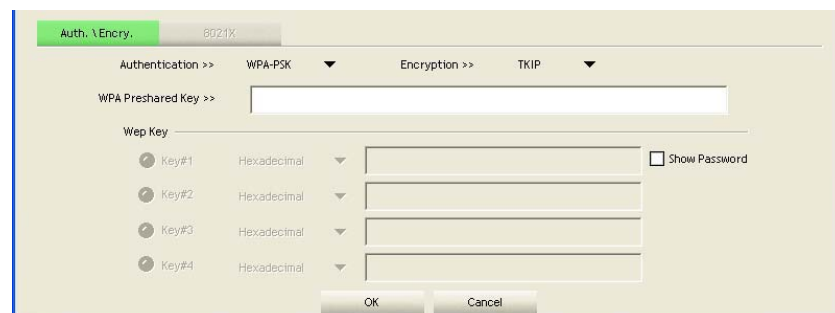 Auth. \ Encry. 8021X
Authentication >> WPA-PSK Encryption >> TKIP
WPA Preshared Key >>
Wep Key
Key#1 Hexadecimal Show Password
Key#2 Hexadecimal
Key#3 Hexadecimal
Key#4 Hexadecimal
OK Cancel